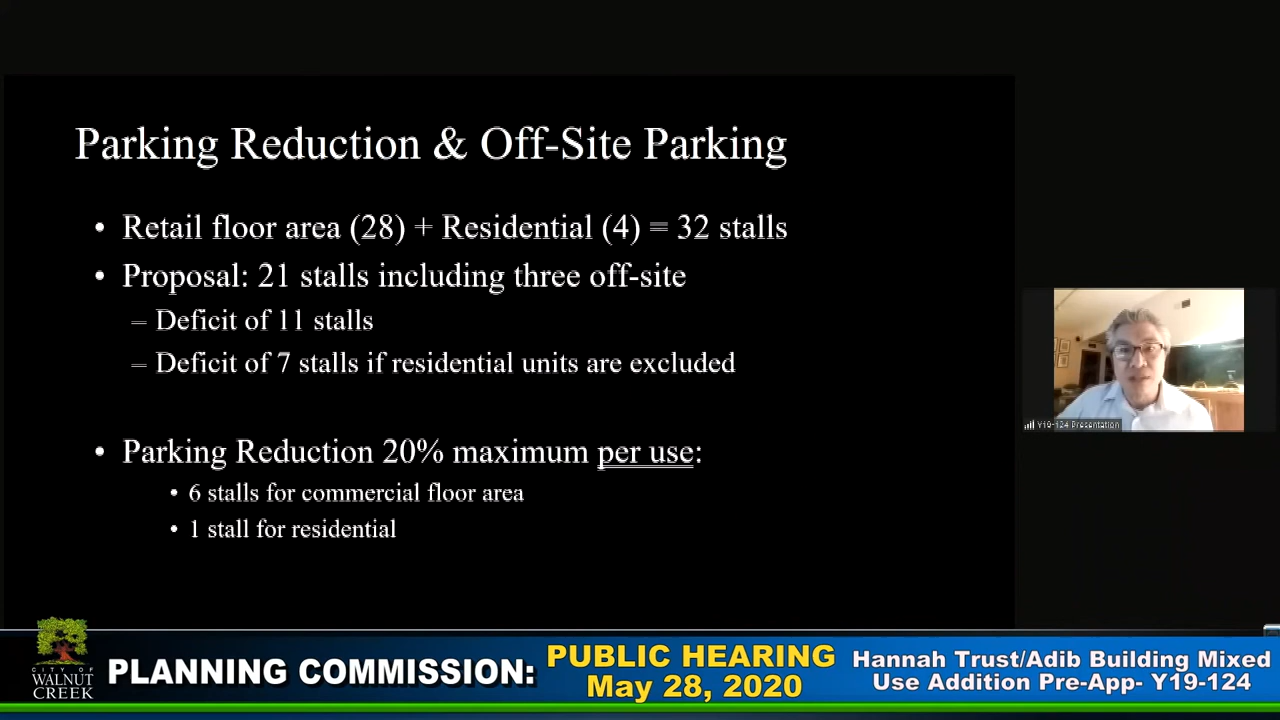 Parking Reduction & Off-Site Parking
• Retail floor area (28) + Residential (4) = 32 stalls
• Proposal: 21 stalls including three off-site
– Deficit of 11 stalls
– Deficit of 7 stalls if residential units are excluded
• Parking Reduction 20% maximum per use:
• 6 stalls for commercial floor area
• 1 stall for residential
Y19-124 Presentation
CITY OF
WALNUT
CREEK
PLANNING COMMISSION:
PUBLIC HEARING
May 28, 2020
Hannah Trust/Adib Building Mixed
Use Addition Pre-App- Y19-124